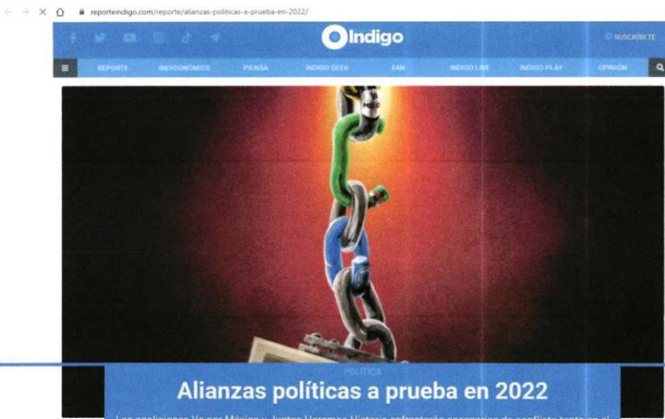 reporteindigo.com/reporte/alianzas-politicas-a-prueba-en-2022/
Indigo
SUSCRÍBETE
REPORTE INDIGONOMICS PIENSA INDIGO GEEK FAN INDIGO LIVE INDIGO PLAY OPINIÓN
POLÍTICA
Alianzas políticas a prueba en 2022